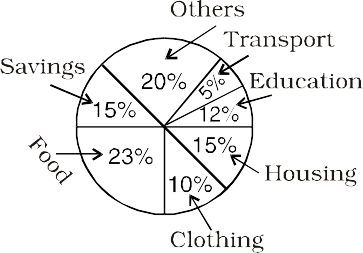 Others
Transport
Savings
Education
20%
5%
15%
12%
23%
15%
Food
Housing
10%
Clothing